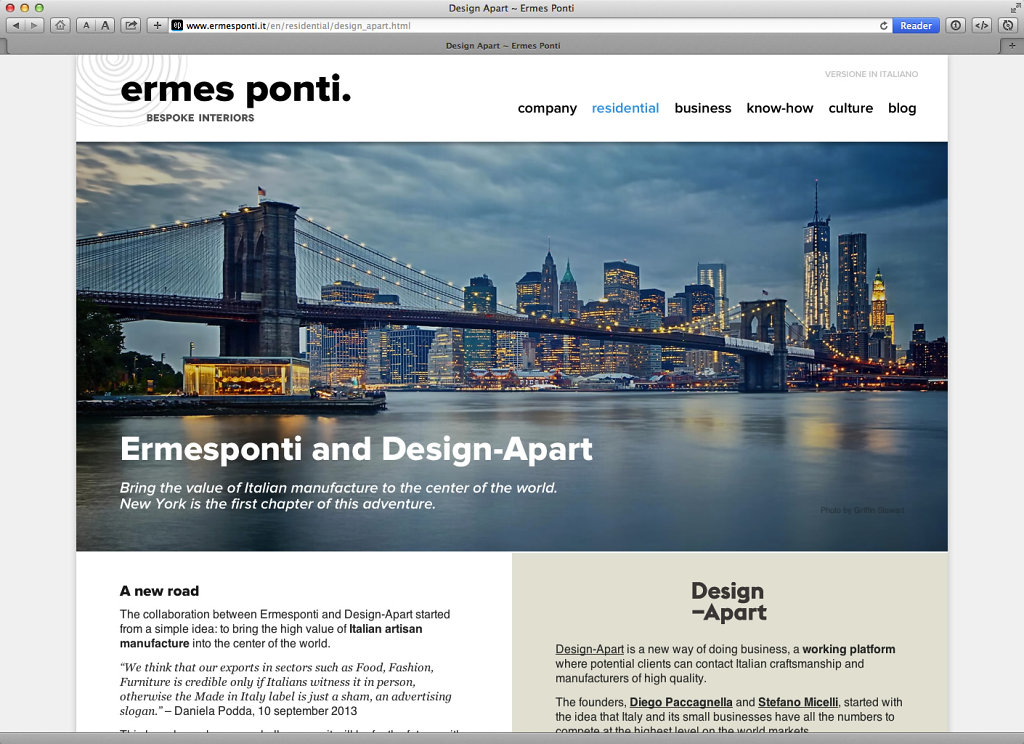 Design Apart ~ Ermes Ponti
A A + ep www.ermesponti.it/en/residential/design_apart.html Reader
Design Apart ~ Ermes Ponti +
VERSIONE IN ITALIANO
ermes ponti.
BESPOKE INTERIORS
company residential business know-how culture blog
Ermesponti and Design-Apart
Bring the value of Italian manufacture to the center of the world.
New York is the first chapter of this adventure.
Photo by Griffin Stewart
A new road
The collaboration between Ermesponti and Design-Apart started
from a simple idea: to bring the high value of Italian artisan
manufacture into the center of the world.
“We think that our exports in sectors such as Food, Fashion,
Furniture is credible only if Italians witness it in person,
otherwise the Made in Italy label is just a sham, an advertising
slogan.” – Daniela Podda, 10 september 2013
Design
–Apart
Design-Apart is a new way of doing business, a working platform
where potential clients can contact Italian craftsmanship and
manufacturers of high quality.
The founders, Diego Paccagnella and Stefano Micelli, started with
the idea that Italy and its small businesses have all the numbers to
compete at the highest level on the world markets